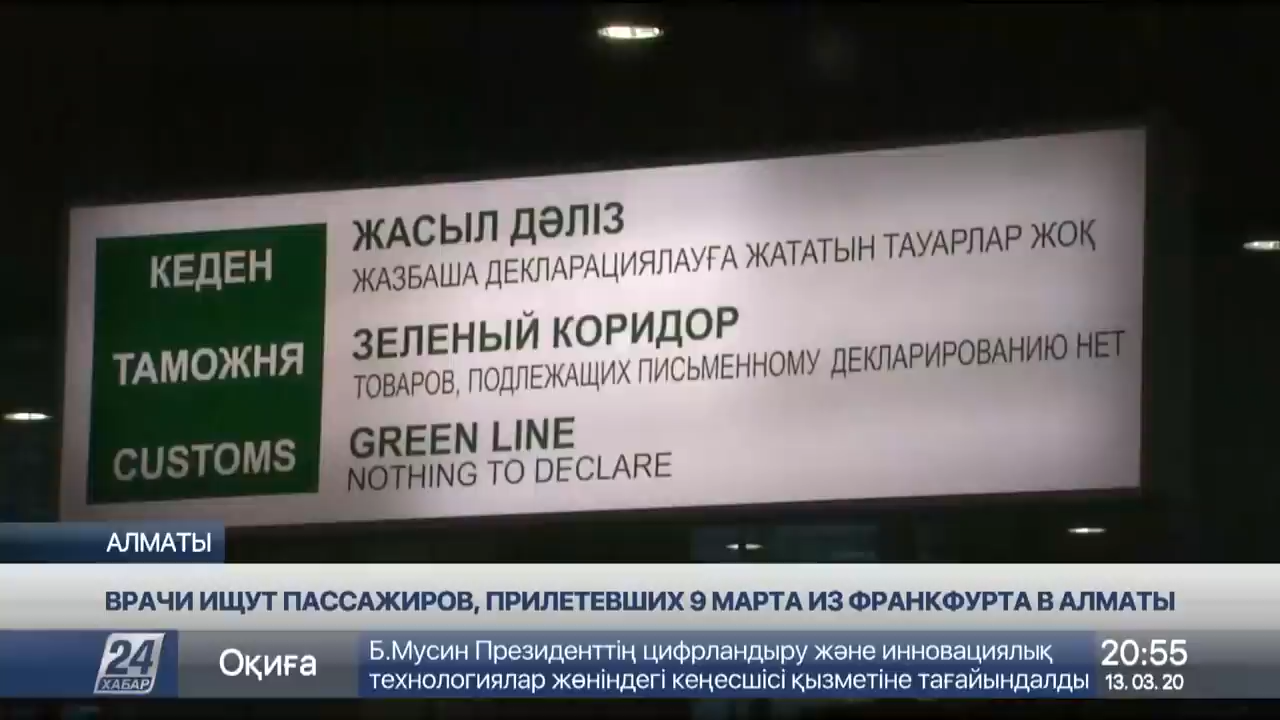 КЕДЕН
ТАМОЖНЯ
CUSTOMS
ЖАСЫЛ ДӘЛІЗ
ЖАЗБАША ДЕКЛАРАЦИЯЛАУҒА ЖАТАТЫН ТАУАРЛАР ЖОҚ
ЗЕЛЕНЫЙ КОРИДОР
ТОВАРОВ, ПОДЛЕЖАЩИХ ПИСЬМЕННОМУ ДЕКЛАРИРОВАНИЮ НЕТ
GREEN LINE
NOTHING TO DECLARE
АЛМАТЫ
ВРАЧИ ИЩУТ ПАССАЖИРОВ, ПРИЛЕТЕВШИХ 9 МАРТА ИЗ ФРАНКФУРТА В АЛМАТЫ
24
ХАБАР
Оқиға
Б.Мусин Президенттің цифрландыру және инновациялық
технологиялар жөніндегі кеңесшісі қызметіне тағайындалды
20:55
13. 03. 20